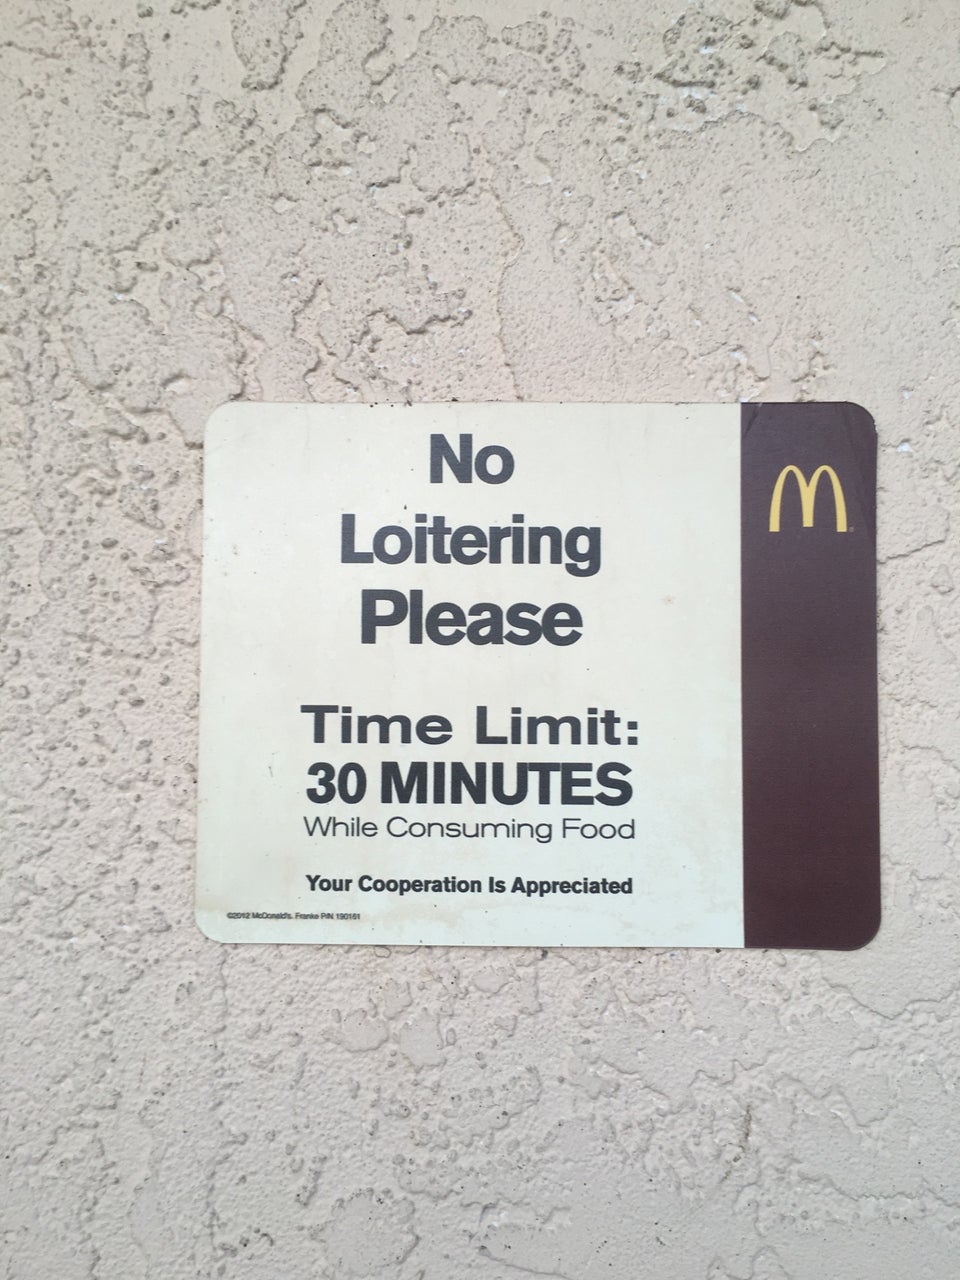 No
Loitering
Please
Time Limit:
30 MINUTES
While Consuming Food
Your Cooperation Is Appreciated
©2012 McDonald's. Franke P/N 190161